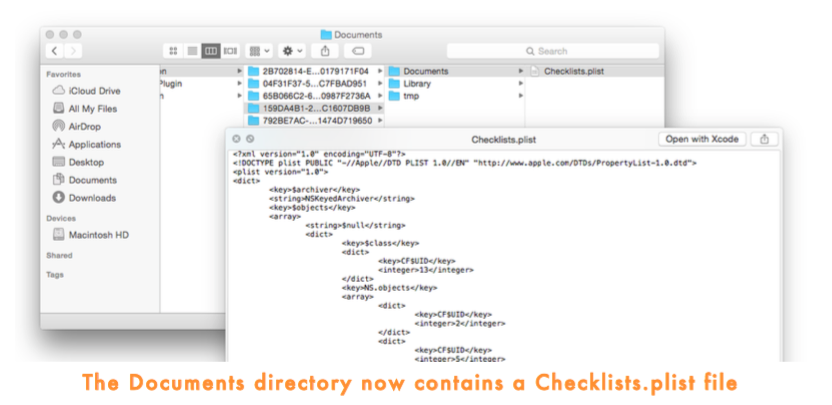 Documents
Search
Favorites
iCloud Drive
All My Files
AirDrop
Applications
Desktop
Documents
Downloads
Devices
Macintosh HD
Shared
Tags
on
Plugin
n
2B702814-E...0179171F04
04F31F37-5...C7FBAD951
65B066C2-6...0987F2736A
159DA4B1-2...C1607DB9B
792BE7AC-...1474D719650
Documents
Library
tmp
Checklists.plist
Checklists.plist
Open with Xcode
<?xml version="1.0" encoding="UTF-8"?>
<!DOCTYPE plist PUBLIC "-//Apple//DTD PLIST 1.0//EN" "http://www.apple.com/DTDs/PropertyList-1.0.dtd">
<plist version="1.0">
<dict>
<key>$archiver</key>
<string>NSKeyedArchiver</string>
<key>$objects</key>
<array>
<string>$null</string>
<dict>
<key>$class</key>
<dict>
<key>CF$UID</key>
<integer>13</integer>
</dict>
<key>NS.objects</key>
<array>
<dict>
<key>CF$UID</key>
<integer>2</integer>
</dict>
<dict>
<key>CF$UID</key>
<integer>5</integer>
The Documents directory now contains a Checklists.plist file